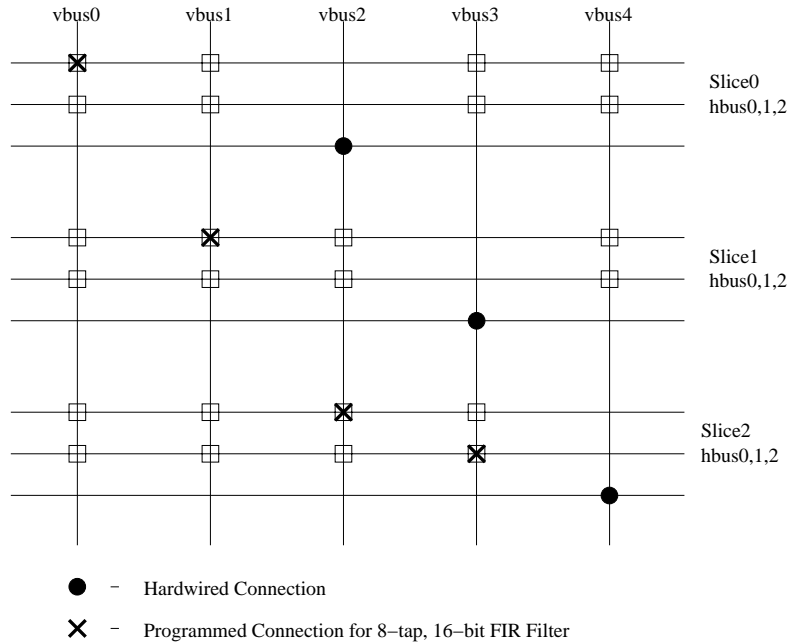 vbus0 vbus1 vbus2 vbus3 vbus4
Slice0
hbus0,1,2
Slice1
hbus0,1,2
Slice2
hbus0,1,2
– Hardwired Connection
– Programmed Connection for 8–tap, 16–bit FIR Filter